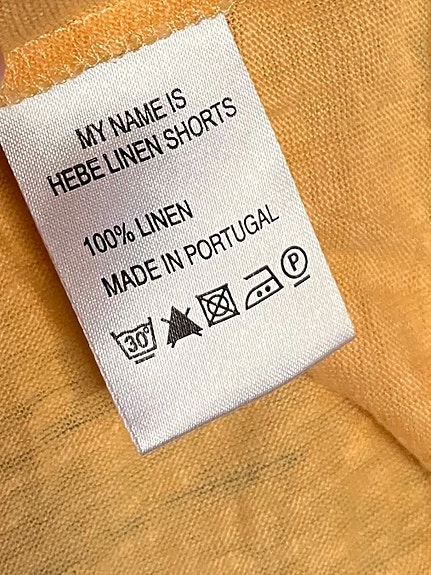 MY NAME IS
HEBE LINEN SHORTS
100% LINEN
MADE IN PORTUGAL
30° P